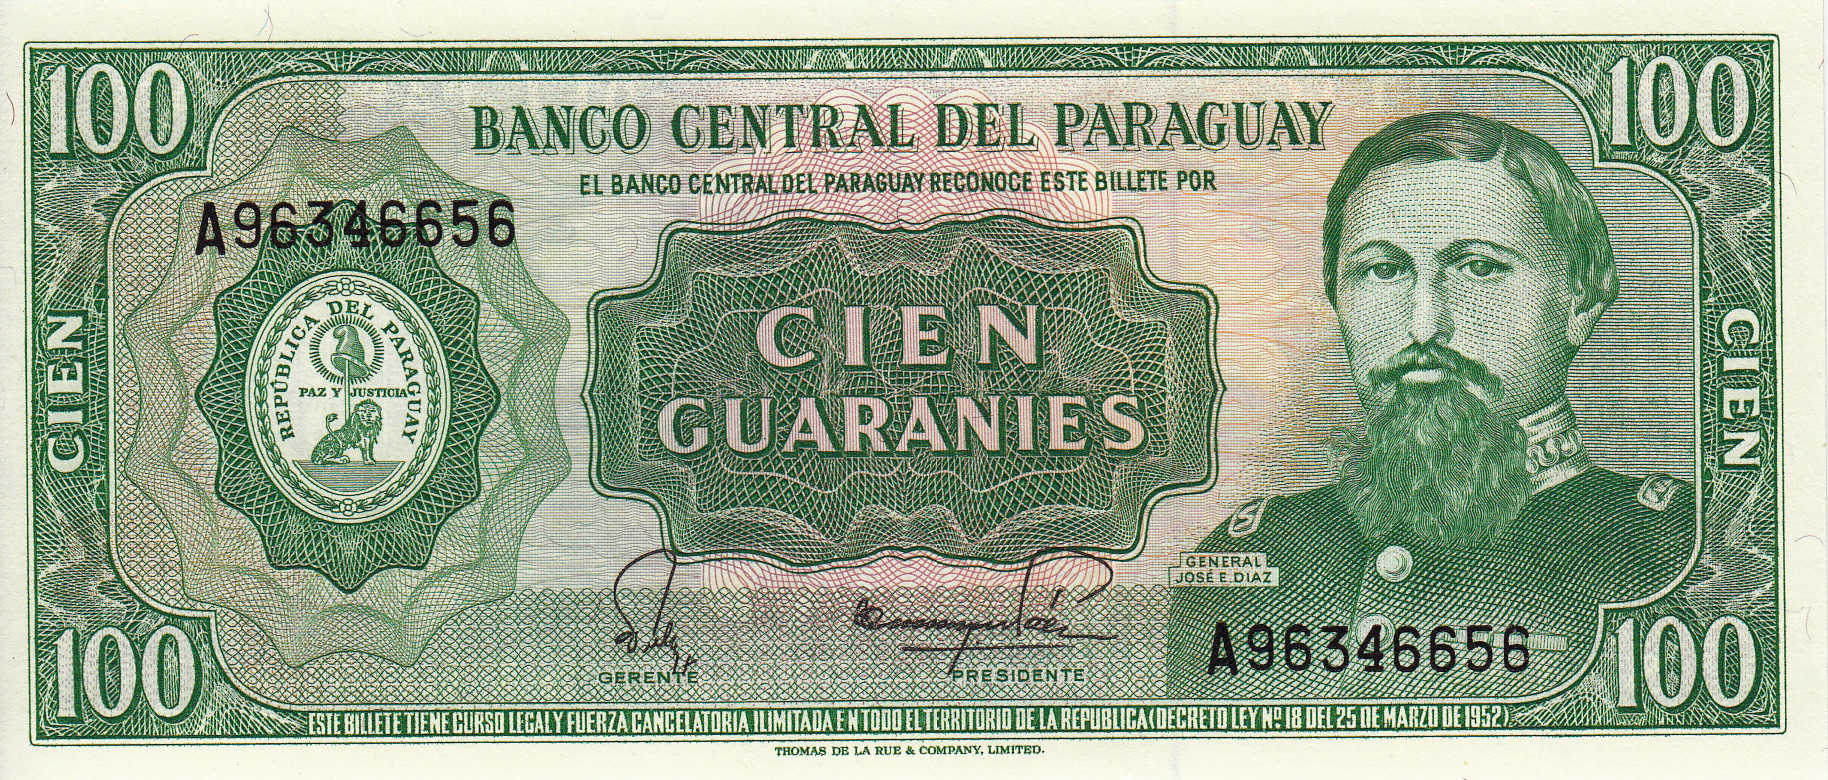 100
100
BANCO CENTRAL DEL PARAGUAY
EL BANCO CENTRAL DEL PARAGUAY RECONOCE ESTE BILLETE POR
A96346656
REPÚBLICA DEL PARAGUAY
PAZ Y JUSTICIA
CIEN
GUARANIES
CIEN
CIEN
GENERAL
JOSÉ E. DIAZ
A96346656
GERENTE
PRESIDENTE
100
100
ESTE BILLETE TIENE CURSO LEGAL Y FUERZA CANCELATORIA ILIMITADA EN TODO EL TERRITORIO DE LA REPUBLICA (DECRETO LEY Nº 18 DEL 25 DE MARZO DE 1952)
THOMAS DE LA RUE & COMPANY, LIMITED.